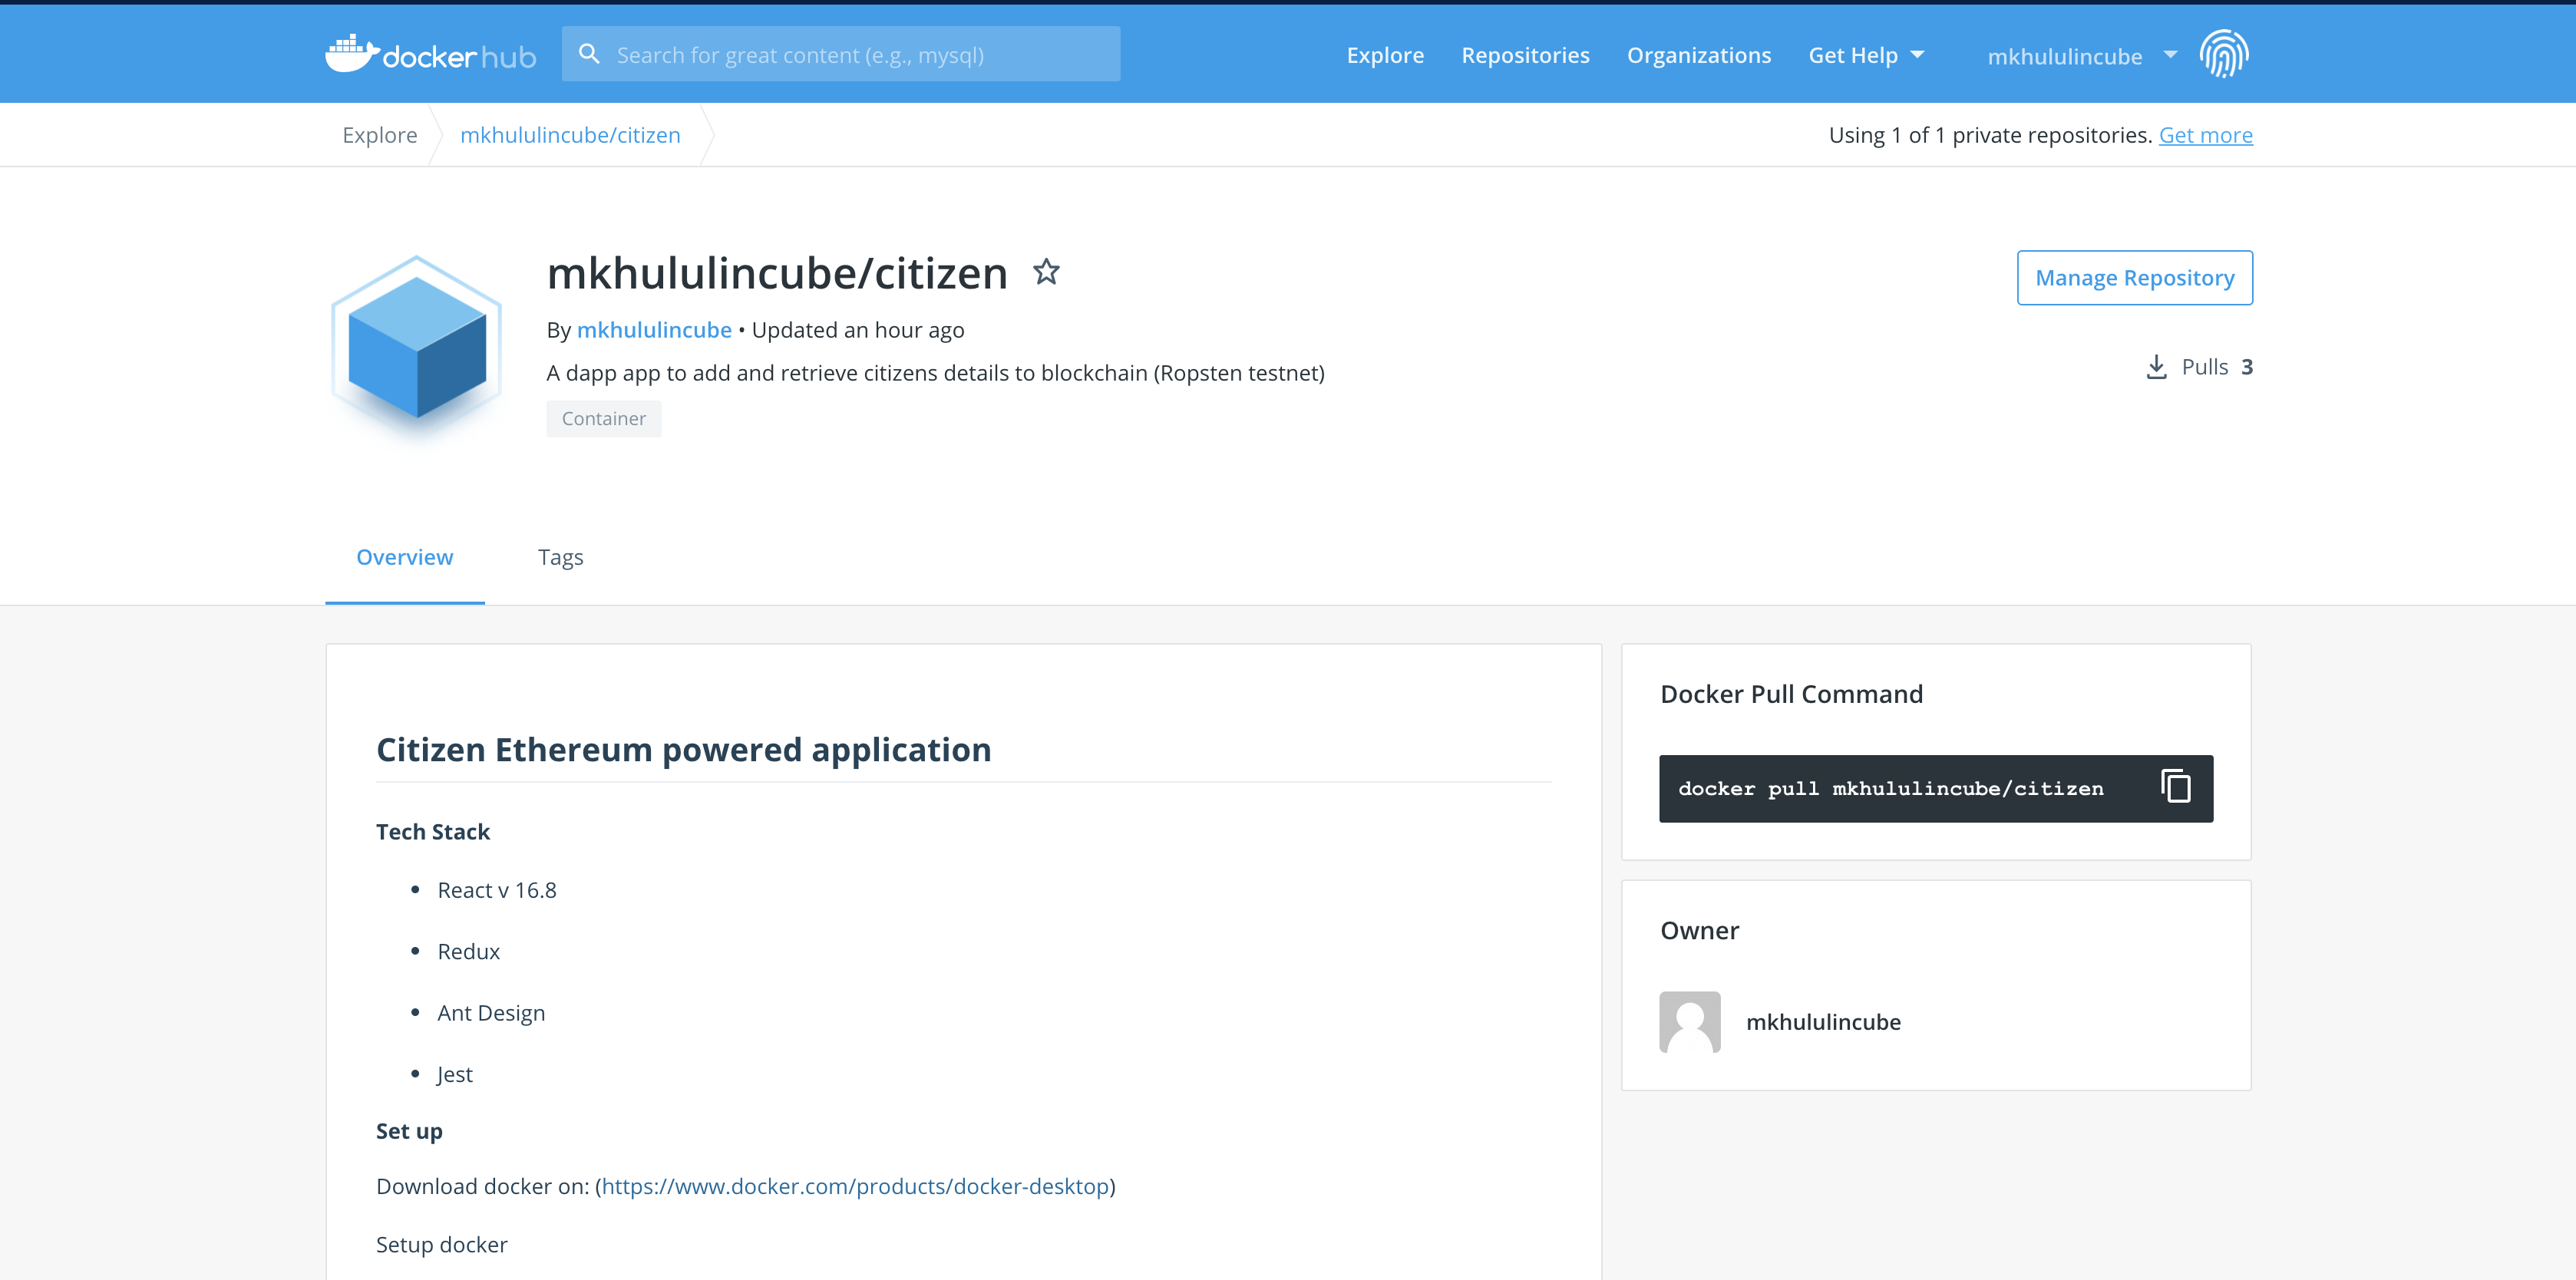 docker hub
Search for great content (e.g., mysql)
Explore
Repositories
Organizations
Get Help
mkhululincube
Explore
mkhululincube/citizen
Using 1 of 1 private repositories. Get more
mkhululincube/citizen
Manage Repository
By mkhululincube • Updated an hour ago
A dapp app to add and retrieve citizens details to blockchain (Ropsten testnet)
Pulls 3
Container
Overview
Tags
Citizen Ethereum powered application
Tech Stack
• React v 16.8
• Redux
• Ant Design
• Jest
Set up
Download docker on: (https://www.docker.com/products/docker-desktop)
Setup docker
Docker Pull Command
docker pull mkhululincube/citizen
Owner
mkhululincube